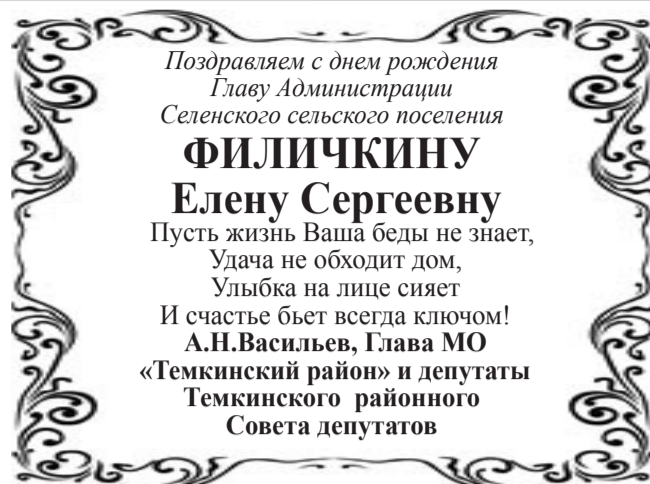 Поздравляем с днем рождения
Главу Администрации
Селенского сельского поселения
ФИЛИЧКИНУ
Елену Сергеевну
Пусть жизнь Ваша беды не знает,
Удача не обходит дом,
Улыбка на лице сияет
И счастье бьет всегда ключом!
А.Н.Васильев, Глава МО
«Темкинский район» и депутаты
Темкинского районного
Совета депутатов